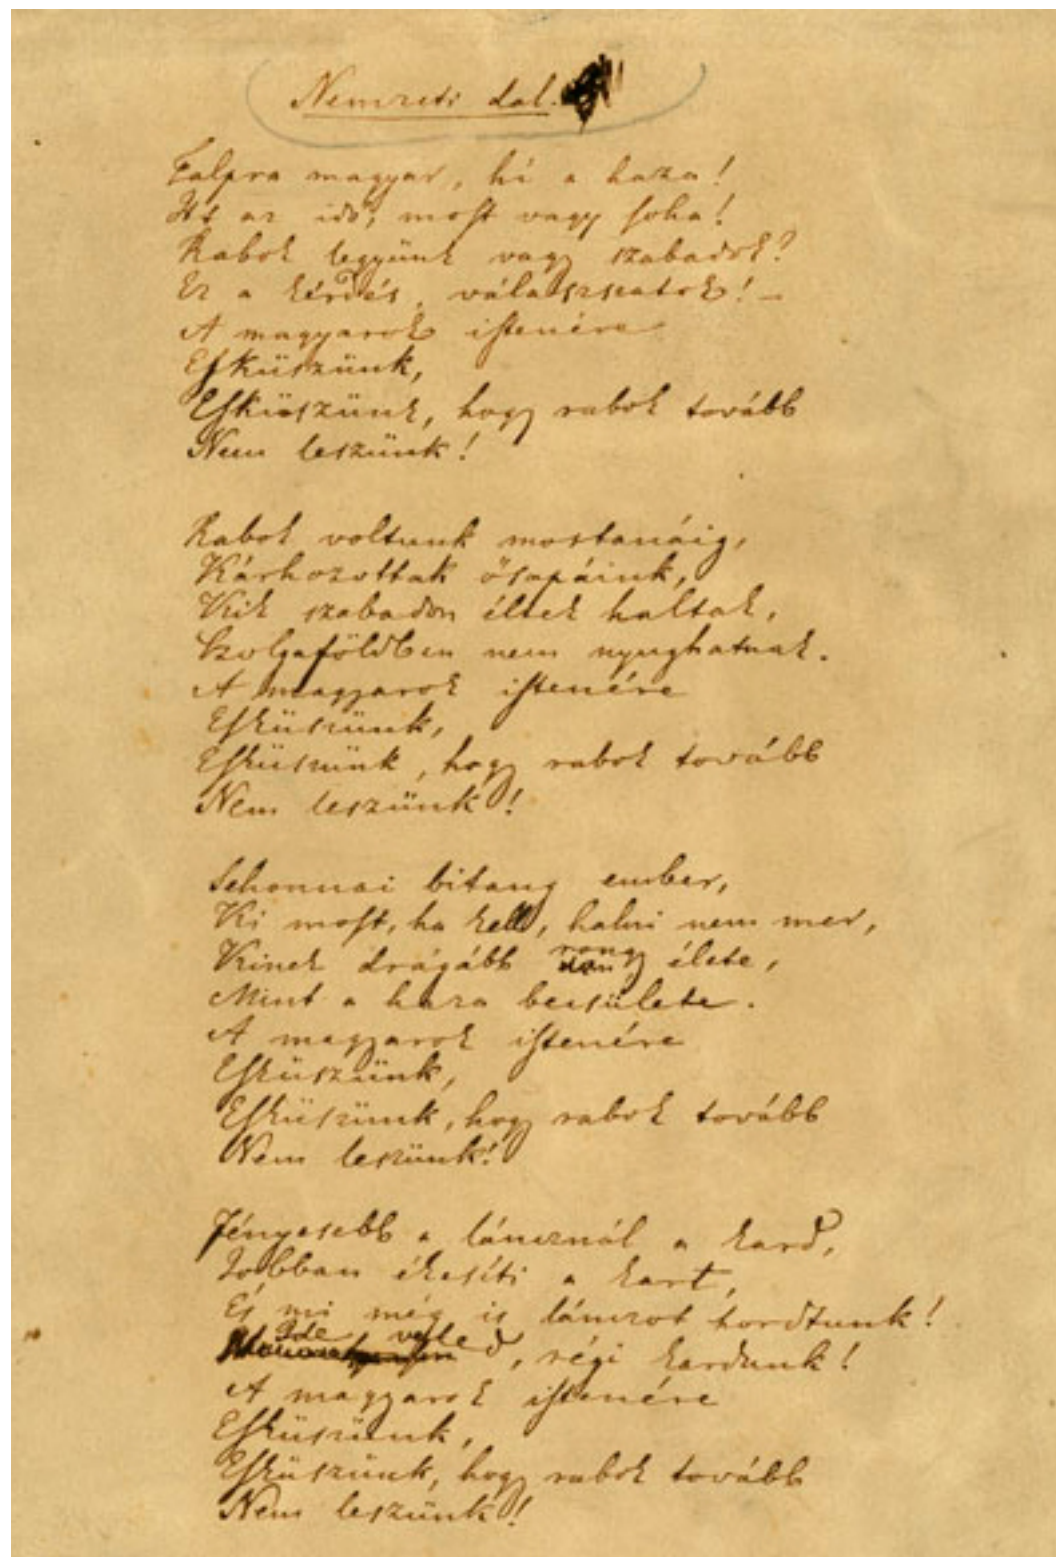 Nemzeti dal.
Talpra magyar, hí a haza!
Itt az idő, most vagy soha!
Rabok legyünk vagy szabadok?
Ez a kérdés, válaszszatok! –
A magyarok istenére
Esküszünk,
Esküszünk, hogy rabok tovább
Nem leszünk!
Rabok voltunk mostanáig,
Kárhozottak ősapáink,
Kik szabadon éltek haltak,
Szolgaföldben nem nyughatnak.
A magyarok istenére
Esküszünk,
Esküszünk, hogy rabok tovább
Nem leszünk!
Sehonnai bitang ember,
Ki most, ha kell, halni nem mer,
Kinek drágább rongy élete,
Mint a haza becsülete.
A magyarok istenére
Esküszünk,
Esküszünk, hogy rabok tovább
Nem leszünk!
Fényesebb a láncznál a kard,
Jobban ékesíti a kart,
És mi még is lánczot hordtunk!
Ide veled, régi kardunk!
A magyarok istenére
Esküszünk,
Esküszünk, hogy rabok tovább
Nem leszünk!